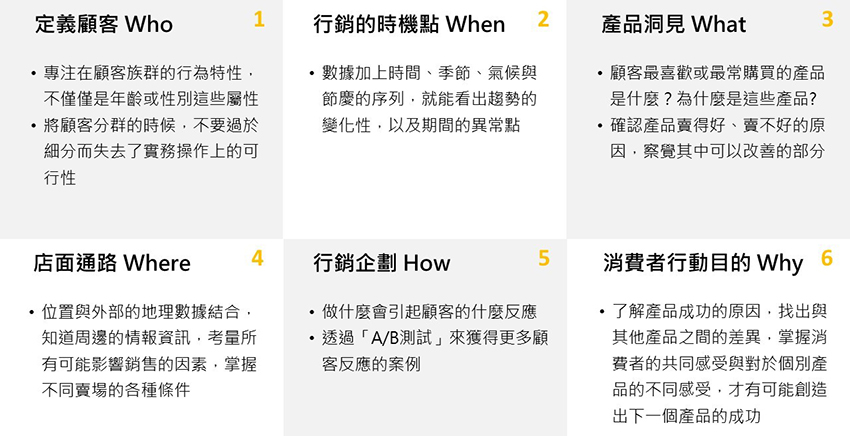 定義顧客 Who
1
• 專注在顧客族群的行為特性，
不僅僅是年齡或性別這些屬性
• 將顧客分群的時候，不要過於
細分而失去了實務操作上的可
行性
行銷的時機點 When
2
• 數據加上時間、季節、氣候與
節慶的序列，就能看出趨勢的
變化性，以及期間的異常點
產品洞見 What
3
• 顧客最喜歡或最常購買的產品
是什麼？為什麼是這些產品?
• 確認產品賣得好、賣不好的原
因，察覺其中可以改善的部分
店面通路 Where
4
• 位置與外部的地理數據結合，
知道周邊的情報資訊，考量所
有可能影響銷售的因素，掌握
不同賣場的各種條件
行銷企劃 How
5
• 做什麼會引起顧客的什麼反應
• 透過「A/B測試」來獲得更多顧
客反應的案例
消費者行動目的 Why
6
• 了解產品成功的原因，找出與
其他產品之間的差異，掌握消
費者的共同感受與對於個別產
品的不同感受，才有可能創造
出下一個產品的成功